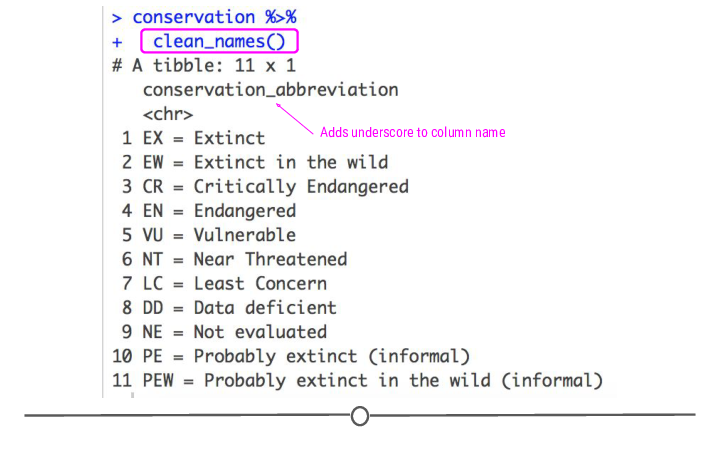 > conservation %>%
+ clean_names()
# A tibble: 11 x 1
conservation_abbreviation
<chr>
Adds underscore to column name
1 EX = Extinct
2 EW = Extinct in the wild
3 CR = Critically Endangered
4 EN = Endangered
5 VU = Vulnerable
6 NT = Near Threatened
7 LC = Least Concern
8 DD = Data deficient
9 NE = Not evaluated
10 PE = Probably extinct (informal)
11 PEW = Probably extinct in the wild (informal)